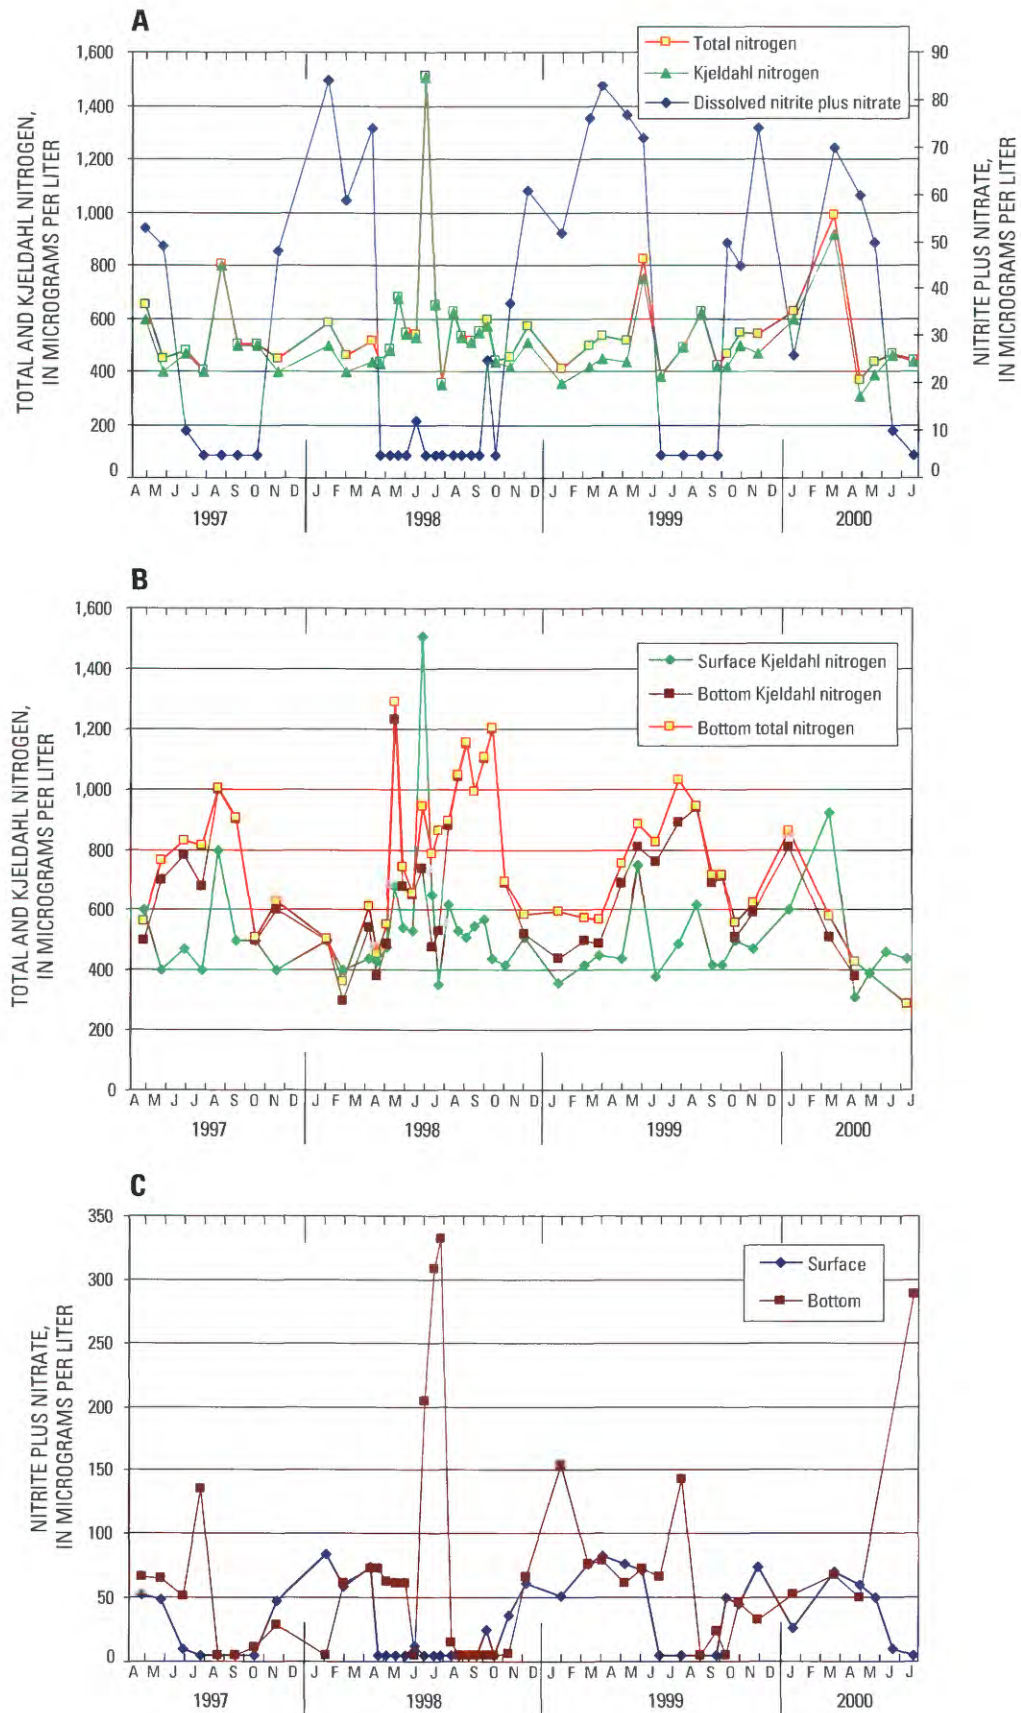 A
TOTAL AND KJELDAHL NITROGEN,
IN MICROGRAMS PER LITER
1,600
1,400
1,200
1,000
800
600
400
200
0
Total nitrogen
Kjeldahl nitrogen
Dissolved nitrite plus nitrate
90
80
70
60
50
40
30
20
10
0
NITRITE PLUS NITRATE,
IN MICROGRAMS PER LITER
A M J J A S O N D J F M A M J J A S O N D J F M A M J J A S O N D J F M A M J J
1997 1998 1999 2000
B
TOTAL AND KJELDAHL NITROGEN,
IN MICROGRAMS PER LITER
1,600
1,400
1,200
1,000
800
600
400
200
0
Surface Kjeldahl nitrogen
Bottom Kjeldahl nitrogen
Bottom total nitrogen
A M J J A S O N D J F M A M J J A S O N D J F M A M J J A S O N D J F M A M J J
1997 1998 1999 2000
C
NITRITE PLUS NITRATE,
IN MICROGRAMS PER LITER
350
300
250
200
150
100
50
0
Surface
Bottom
A M J J A S O N D J F M A M J J A S O N D J F M A M J J A S O N D J F M A M J J
1997 1998 1999 2000